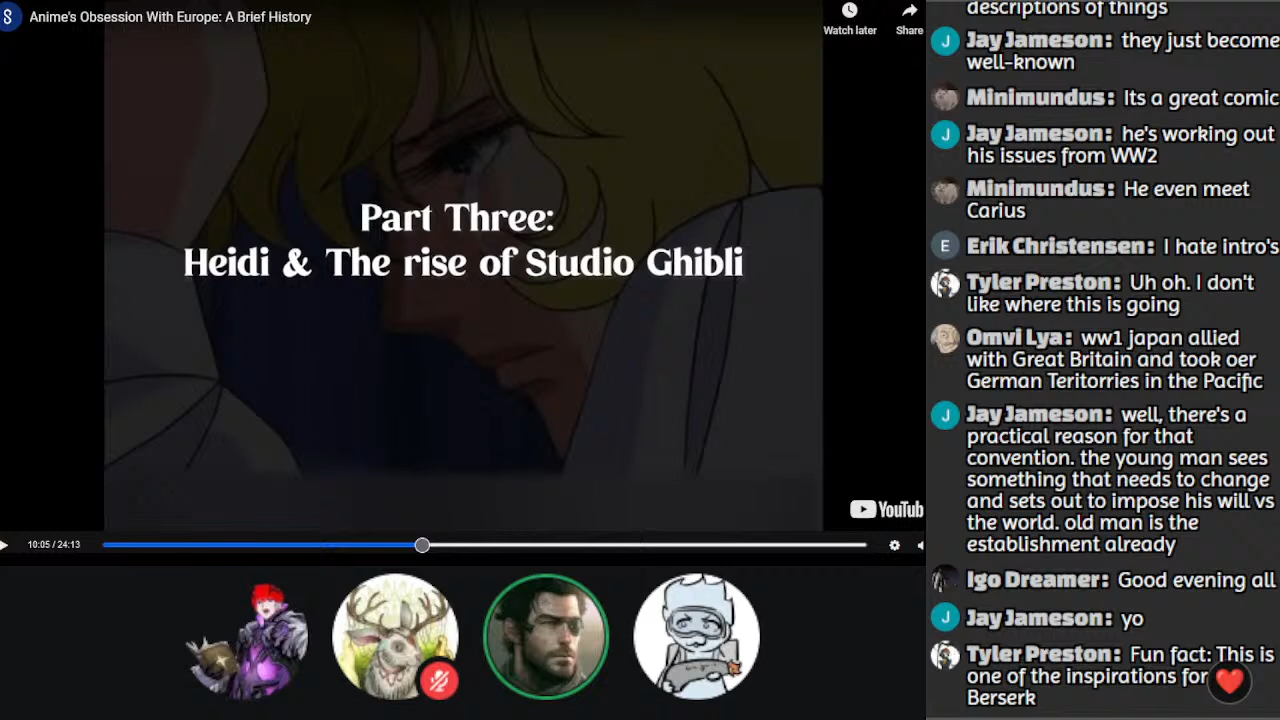 Anime's Obsession With Europe: A Brief History
Watch later
Share
Part Three:
Heidi & The rise of Studio Ghibli
YouTub
10:05 / 24:13
descriptions of things
J
Jay Jameson: they just become
well-known
Minimundus: Its a great comic
J
Jay Jameson: he's working out
his issues from WW2
Minimundus: He even meet
Carius
E
Erik Christensen: I hate intro's
Tyler Preston: Uh oh. I don't
like where this is going
Omvi Lya: ww1 japan allied
with Great Britain and took oer
German Teritorries in the Pacific
J
Jay Jameson: well, there's a
practical reason for that
convention. the young man sees
something that needs to change
and sets out to impose his will vs
the world. old man is the
establishment already
Igo Dreamer: Good evening all
J
Jay Jameson: yo
Tyler Preston: Fun fact: This is
one of the inspirations for
Berserk